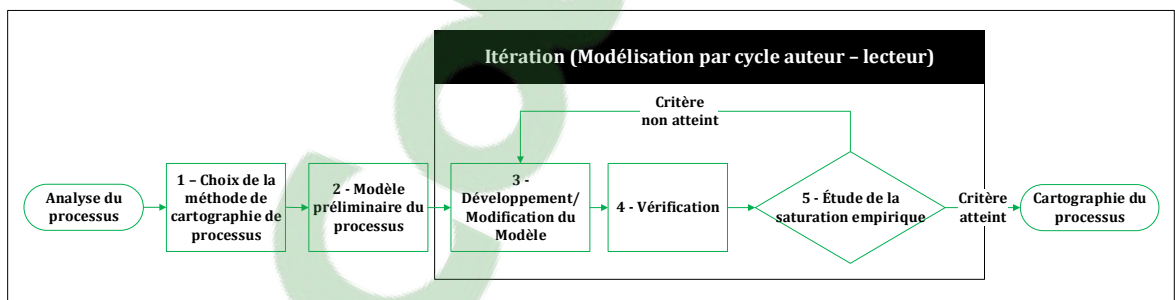 Itération (Modélisation par cycle auteur – lecteur)
Critère
non atteint
Analyse du
processus
1 – Choix de la
méthode de
cartographie de
processus
2 - Modèle
préliminaire du
processus
3 -
Développement/
Modification du
Modèle
4 - Vérification
5 - Étude de la
saturation empirique
Critère
atteint
Cartographie du
processus